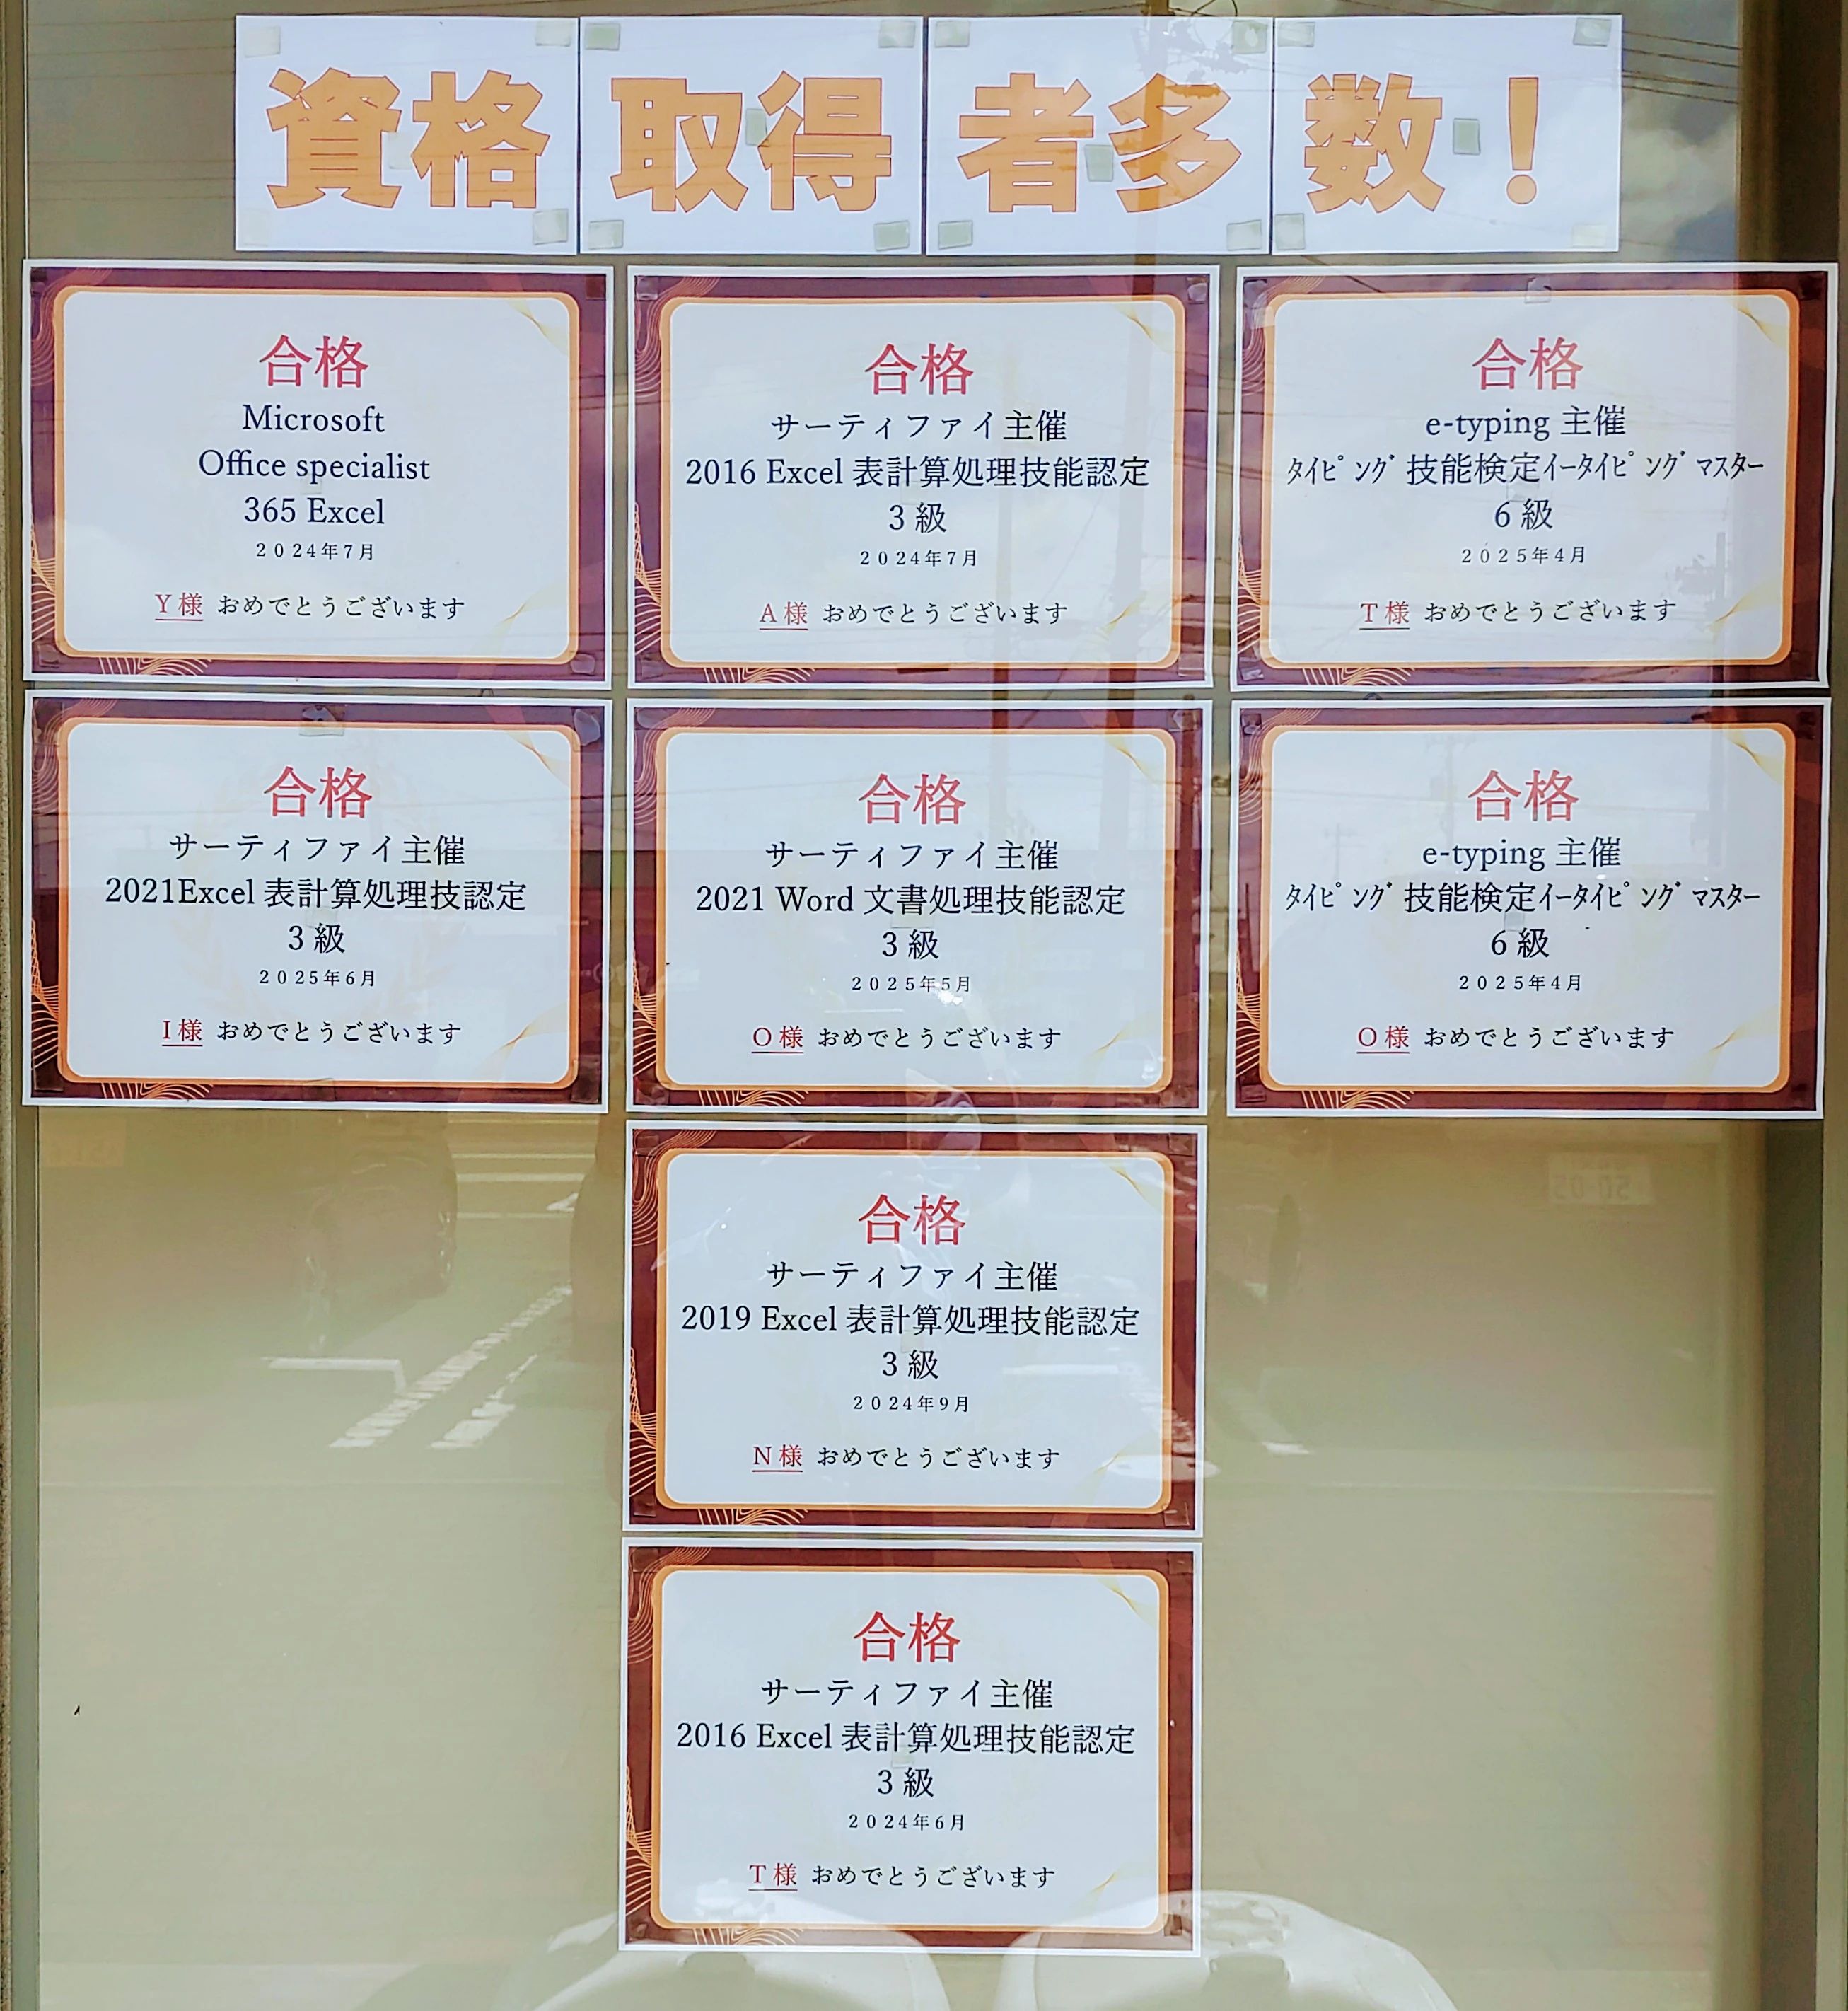 資格取得者多数！
合格
Microsoft
Office specialist
365 Excel
2024年7月
Y様 おめでとうございます
合格
サーティファイ主催
2016 Excel 表計算処理技能認定
3 級
2024年7月
A様 おめでとうございます
合格
e-typing 主催
ﾀｲﾋﾟﾝｸﾞ技能検定ｲｰﾀｲﾋﾟﾝｸﾞﾏｽﾀｰ
6 級
2025年4月
T様 おめでとうございます
合格
サーティファイ主催
2021Excel 表計算処理技認定
3 級
2025年6月
I様 おめでとうございます
合格
サーティファイ主催
2021 Word 文書処理技能認定
3 級
2025年5月
O様 おめでとうございます
合格
e-typing 主催
ﾀｲﾋﾟﾝｸﾞ技能検定ｲｰﾀｲﾋﾟﾝｸﾞﾏｽﾀｰ
6 級
2025年4月
O様 おめでとうございます
合格
サーティファイ主催
2019 Excel 表計算処理技能認定
3 級
2024年9月
N様 おめでとうございます
合格
サーティファイ主催
2016 Excel 表計算処理技能認定
3 級
2024年6月
T様 おめでとうございます